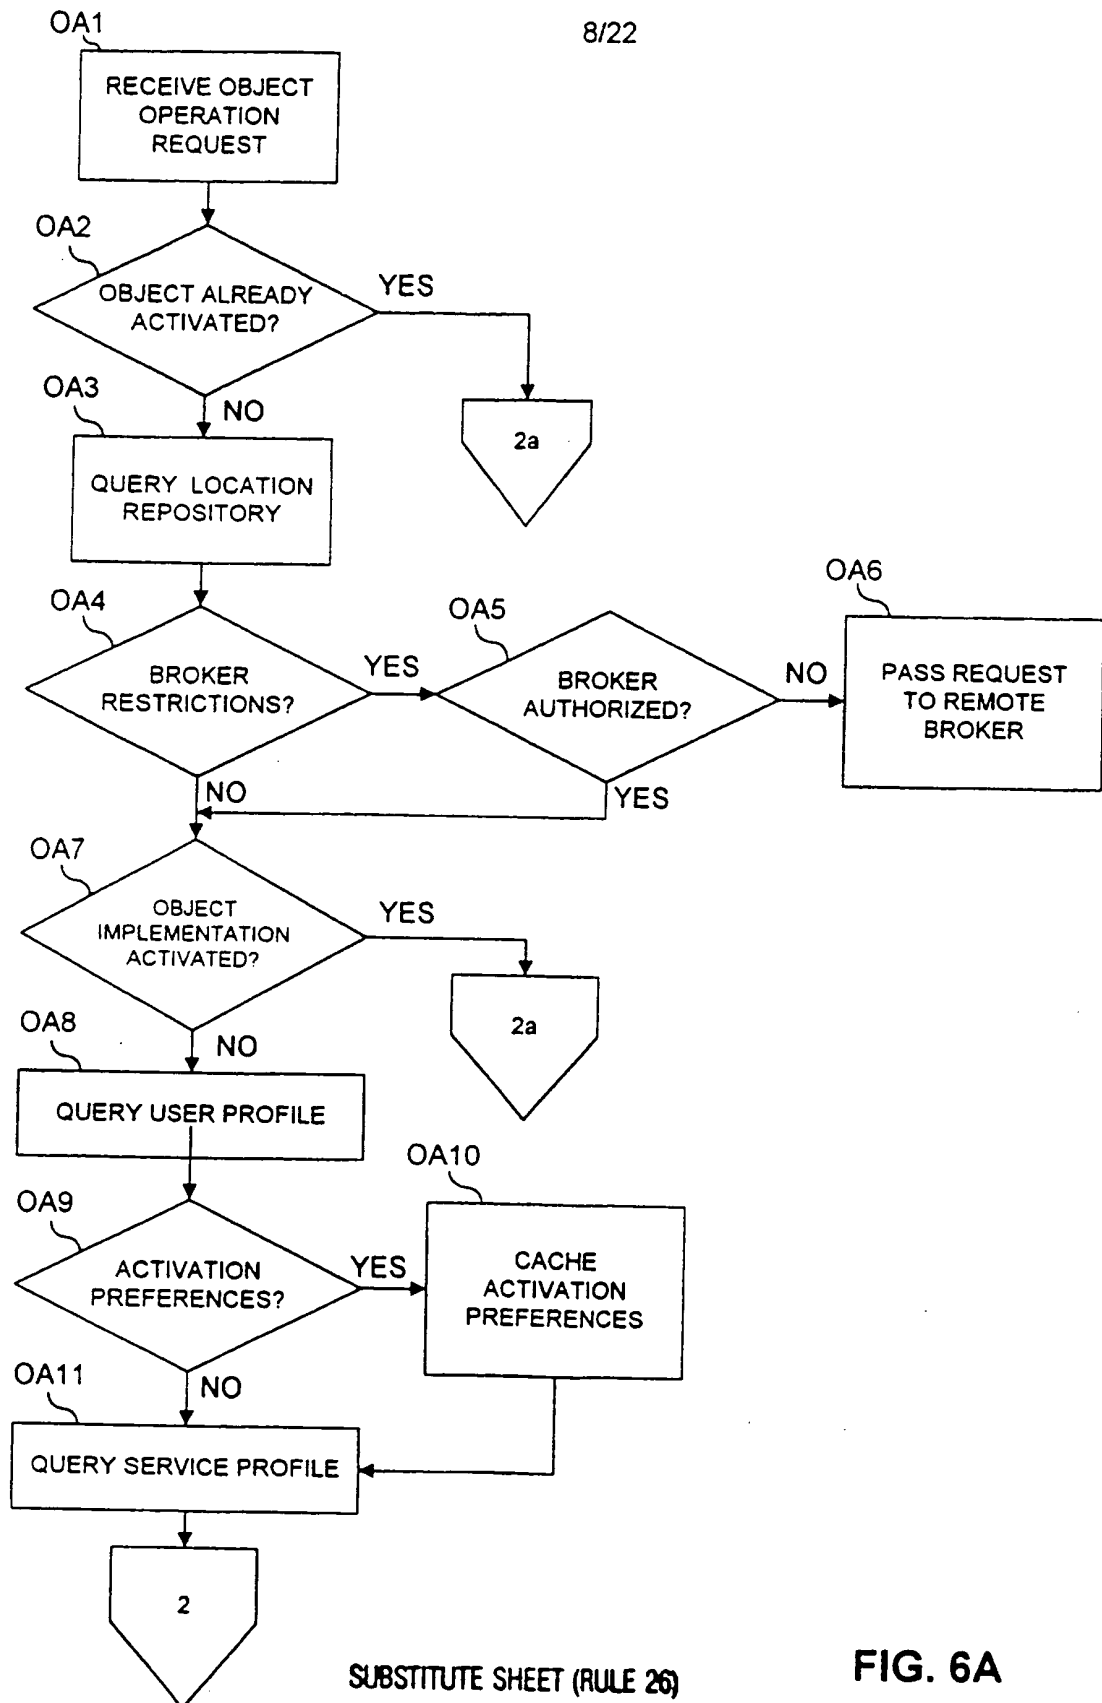 OA1
8/22
RECEIVE OBJECT
OPERATION
REQUEST
OA2
OBJECT ALREADY
ACTIVATED?
YES
2a
NO
OA3
QUERY LOCATION
REPOSITORY
OA4
BROKER
RESTRICTIONS?
YES
OA5
BROKER
AUTHORIZED?
NO
OA6
PASS REQUEST
TO REMOTE
BROKER
NO
YES
OA7
OBJECT
IMPLEMENTATION
ACTIVATED?
YES
2a
NO
OA8
QUERY USER PROFILE
OA9
ACTIVATION
PREFERENCES?
YES
OA10
CACHE
ACTIVATION
PREFERENCES
NO
OA11
QUERY SERVICE PROFILE
2
SUBSTITUTE SHEET (RULE 26)
FIG. 6A